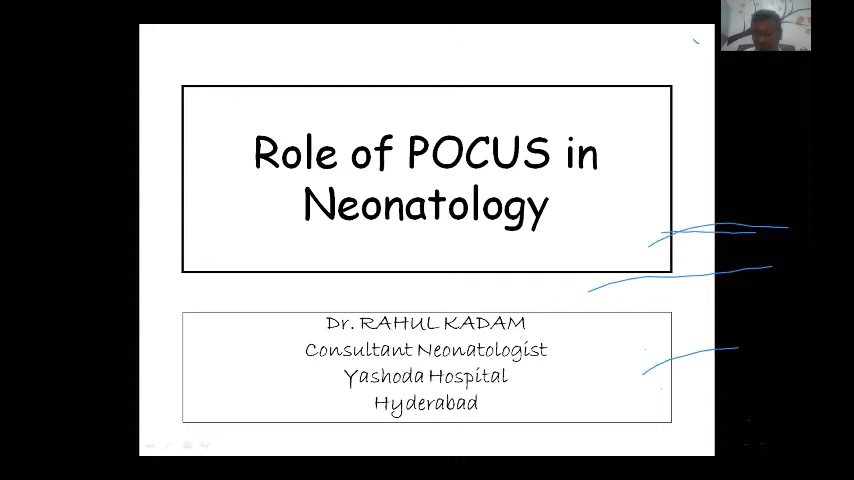 Role of POCUS in
Neonatology
Dr. RAHUL KADAM
Consultant Neonatologist
Yashoda Hospital
Hyderabad